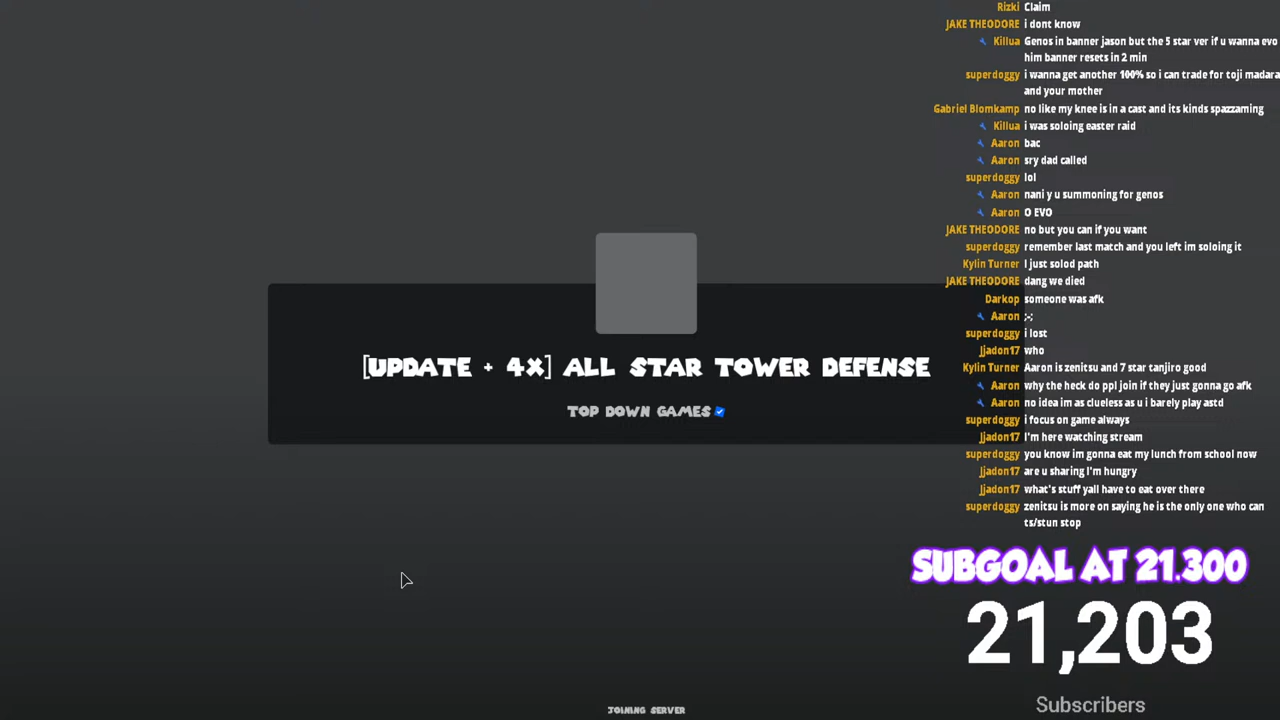 Rizki Claim
JAKE THEODORE i dont know
Killua Genos in banner jason but the 5 star ver if u wanna evo
him banner resets in 2 min
superdoggy i wanna get another 100% so i can trade for toji madara
and your mother
Gabriel Blomkamp no like my knee is in a cast and its kinds spazzaming
Killua i was soloing easter raid
Aaron bac
Aaron sry dad called
superdoggy lol
Aaron nani y u summoning for genos
Aaron O EVO
JAKE THEODORE no but you can if you want
superdoggy remember last match and you left im soloing it
Kylin Turner I just solod path
JAKE THEODORE dang we died
Darkop someone was afk
Aaron ;-;
superdoggy i lost
Jjadon17 who
Kylin Turner Aaron is zenitsu and 7 star tanjiro good
Aaron why the heck do ppl join if they just gonna go afk
Aaron no idea im as clueless as u i barely play astd
superdoggy i focus on game always
Jjadon17 I'm here watching stream
superdoggy you know im gonna eat my lunch from school now
Jjadon17 are u sharing I'm hungry
Jjadon17 what's stuff yall have to eat over there
superdoggy zenitsu is more on saying he is the only one who can
ts/stun stop
[UPDATE + 4X] ALL STAR TOWER DEFENSE
TOP DOWN GAMES
SUBGOAL AT 21.300
21,203
Subscribers
JOINING SERVER